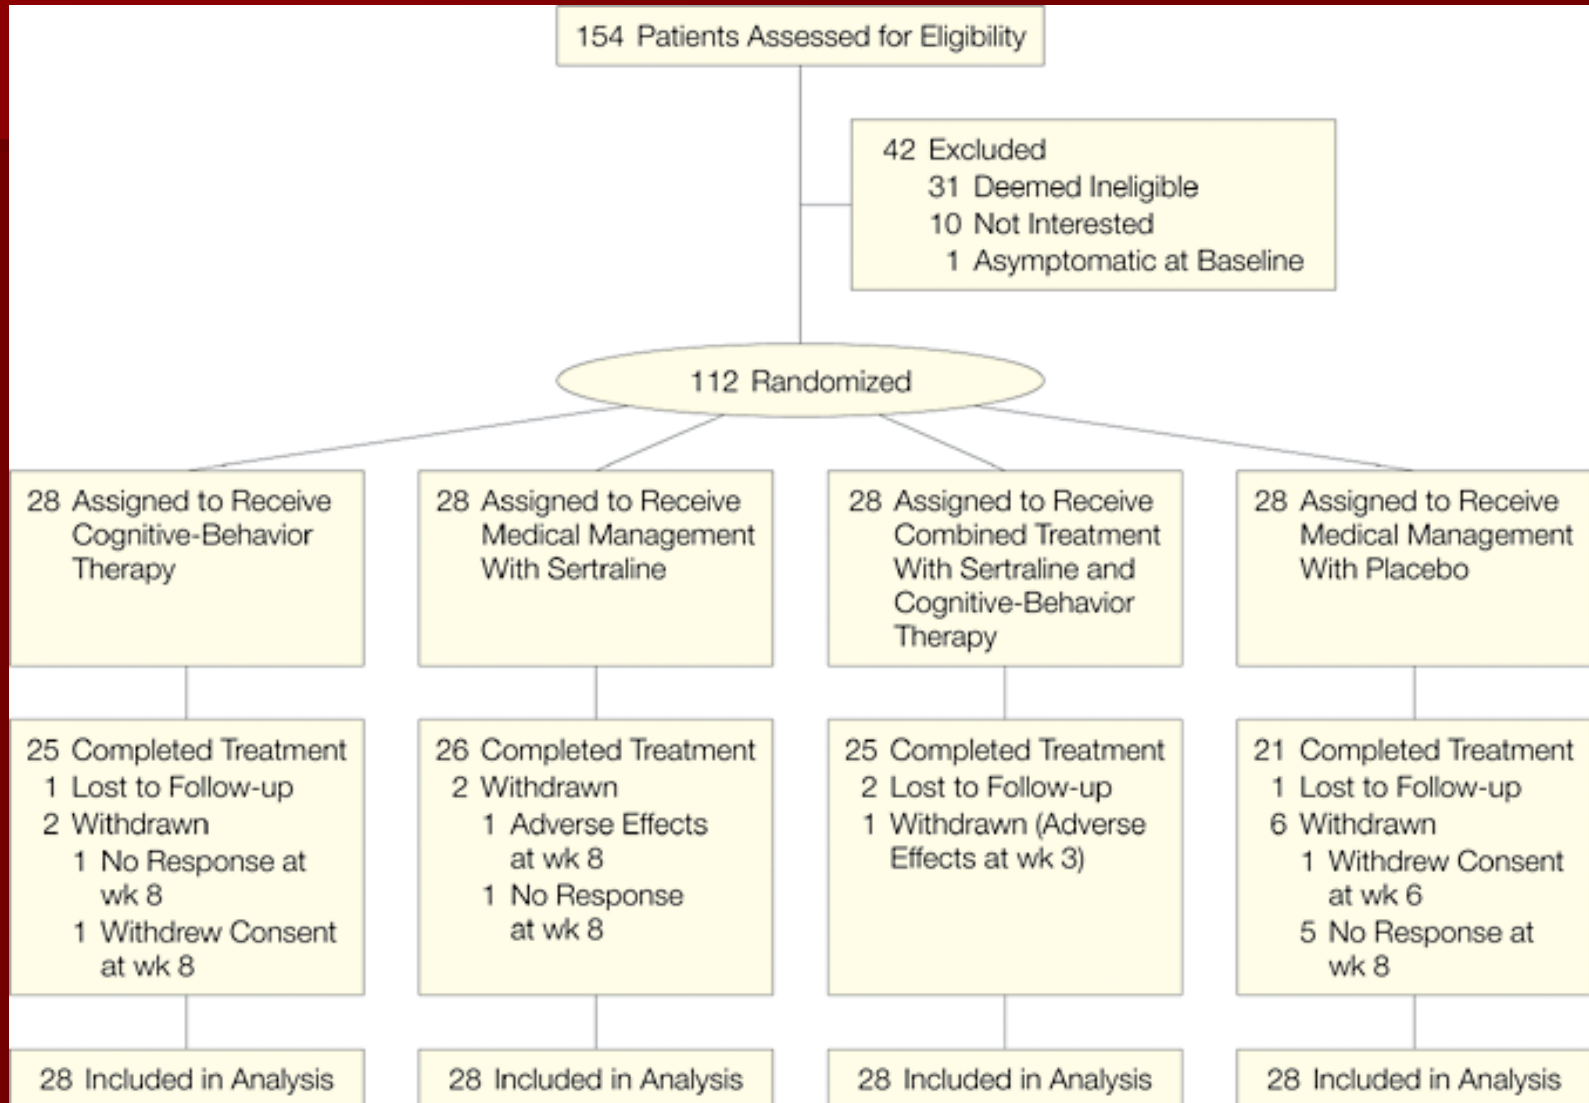 154 Patients Assessed for Eligibility
42 Excluded
31 Deemed Ineligible
10 Not Interested
1 Asymptomatic at Baseline
112 Randomized
28 Assigned to Receive
Cognitive-Behavior
Therapy
28 Assigned to Receive
Medical Management
With Sertraline
28 Assigned to Receive
Combined Treatment
With Sertraline and
Cognitive-Behavior
Therapy
28 Assigned to Receive
Medical Management
With Placebo
25 Completed Treatment
1 Lost to Follow-up
2 Withdrawn
1 No Response at
wk 8
1 Withdrew Consent
at wk 8
26 Completed Treatment
2 Withdrawn
1 Adverse Effects
at wk 8
1 No Response
at wk 8
25 Completed Treatment
2 Lost to Follow-up
1 Withdrawn (Adverse
Effects at wk 3)
21 Completed Treatment
1 Lost to Follow-up
6 Withdrawn
1 Withdrew Consent
at wk 6
5 No Response at
wk 8
28 Included in Analysis
28 Included in Analysis
28 Included in Analysis
28 Included in Analysis